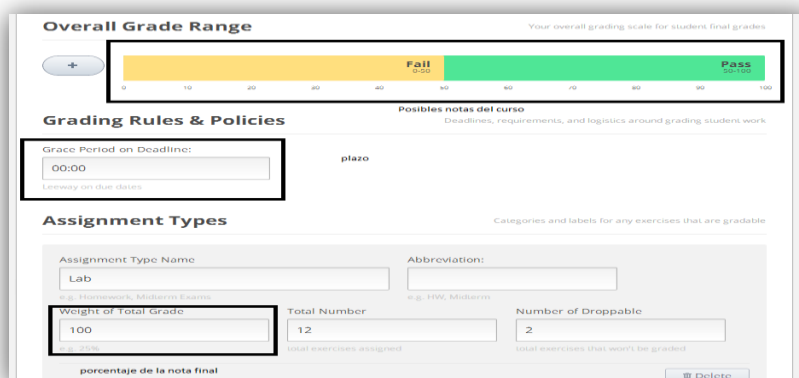 Overall Grade Range
Your overall grading scale for student final grades
+
Fail
0-50
Pass
50-100
0 10 20 30 40 50 60 70 80 90 100
Posibles notas del curso
Grading Rules & Policies
Deadlines, requirements, and logistics around grading student work
Grace Period on Deadline:
00:00
plazo
Leeway on due dates
Assignment Types
Categories and labels for any exercises that are gradable
Assignment Type Name
Abbreviation:
Lab
e.g. Homework, Midterm Exams
e.g. HW, Midterm
Weight of Total Grade
Total Number
Number of Droppable
100
12
2
e.g. 25%
total exercises assigned
total exercises that won't be graded
porcentaje de la nota final
Delete